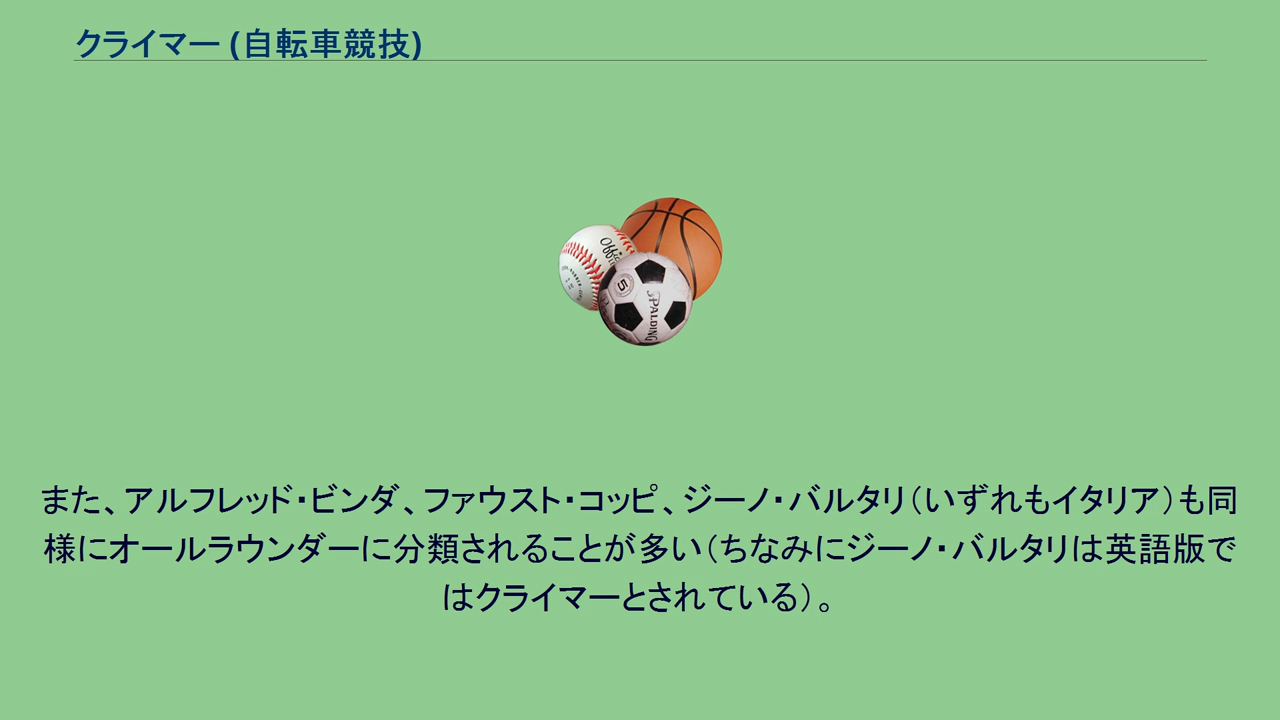 クライマー (自転車競技)
Offic
5
SPALDING
また、アルフレッド・ビンダ、ファウスト・コッピ、ジーノ・バルタリ(いずれもイタリア)も同
様にオールラウンダーに分類されることが多い(ちなみにジーノ・バルタリは英語版で
はクライマーとされている)。